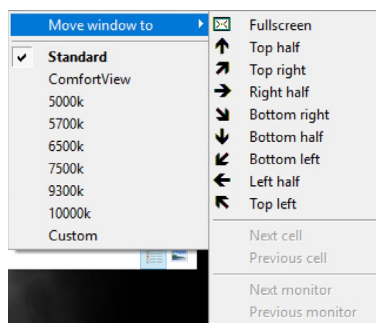 Move window to
Standard
ComfortView
5000k
5700k
6500k
7500k
9300k
10000k
Custom
Fullscreen
Top half
Top right
Right half
Bottom right
Bottom half
Bottom left
Left half
Top left
Next cell
Previous cell
Next monitor
Previous monitor